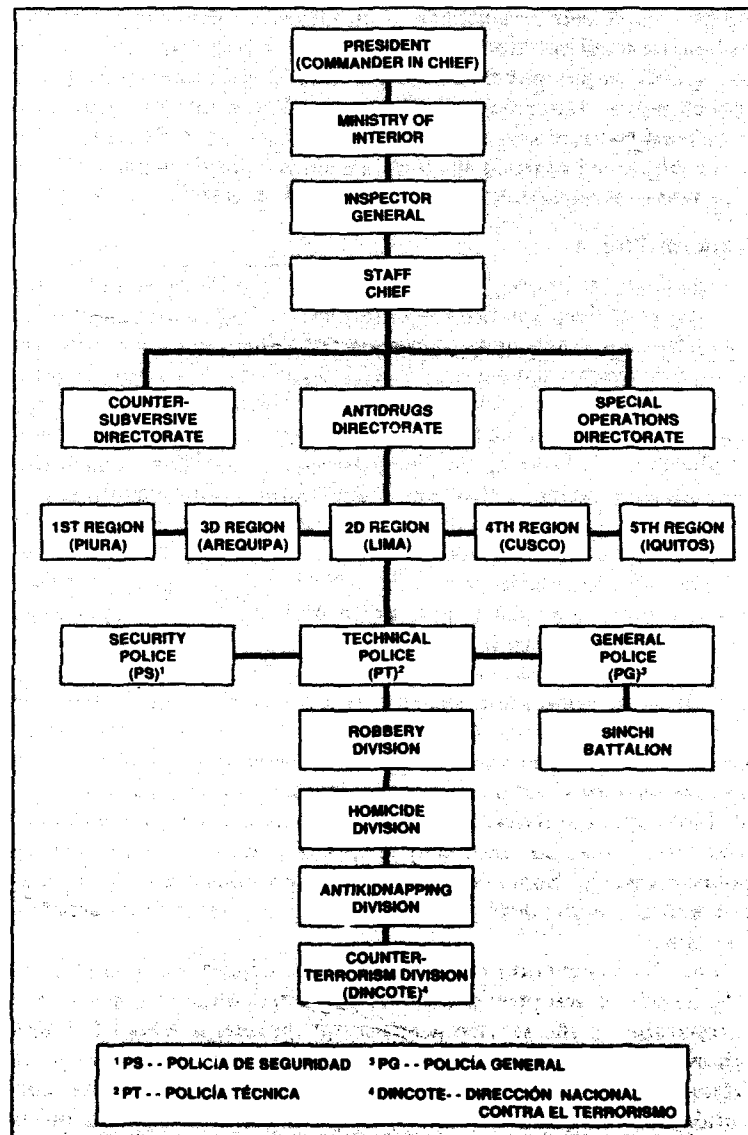 PRESIDENT
(COMMANDER IN CHIEF)
MINISTRY OF
INTERIOR
INSPECTOR
GENERAL
STAFF
CHIEF
COUNTER-
SUBVERSIVE
DIRECTORATE
ANTIDRUGS
DIRECTORATE
SPECIAL
OPERATIONS
DIRECTORATE
1ST REGION
(PIURA)
3D REGION
(AREQUIPA)
2D REGION
(LIMA)
4TH REGION
(CUSCO)
5TH REGION
(IQUITOS)
SECURITY
POLICE
(PS)¹
TECHNICAL
POLICE
(PT)²
GENERAL
POLICE
(PG)³
ROBBERY
DIVISION
SINCHI
BATTALION
HOMICIDE
DIVISION
ANTIKIDNAPPING
DIVISION
COUNTER-
TERRORISM DIVISION
(DINCOTE)⁴
¹ PS - - POLICIA DE SEGURIDAD
² PT - - POLICÍA TÉCNICA
³ PG - - POLICÍA GENERAL
⁴ DINCOTE- - DIRECCIÓN NACIONAL
CONTRA EL TERRORISMO